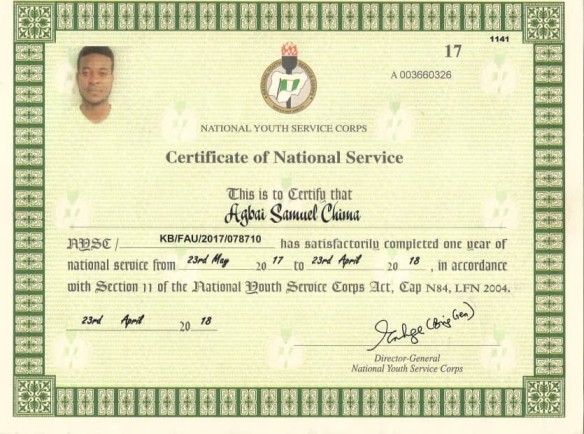 1141
17
A 003660326
NATIONAL YOUTH SERVICE CORPS
Certificate of National Service
This is to Certify that
Agbai Samuel Chima
NYSC / KB/FAU/2017/078710 has satisfactorily completed one year of
national service from 23rd May 20 17 to 23rd April 20 18 , in accordance
with Section 11 of the National Youth Service Corps Act, Cap N84, LFN 2004.
23rd April 20 18
(Brig Gen)
Director-General
National Youth Service Corps